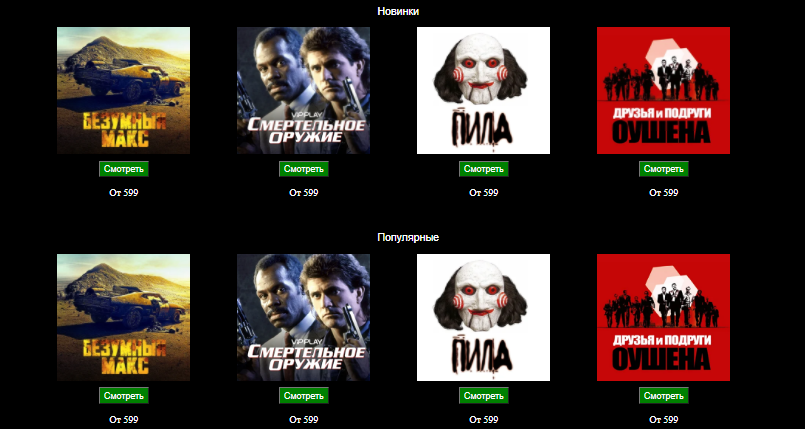 Новинки
БЕЗУМНЫЙ
МАКС
VIPPLAY
СМЕРТЕЛЬНОЕ
ОРУЖИЕ
ПИЛА
ДРУЗЬЯ И ПОДРУГИ
ОУШЕНА
Смотреть
Смотреть
Смотреть
Смотреть
От 599
От 599
От 599
От 599
Популярные
БЕЗУМНЫЙ
МАКС
VIPPLAY
СМЕРТЕЛЬНОЕ
ОРУЖИЕ
ПИЛА
ДРУЗЬЯ И ПОДРУГИ
ОУШЕНА
Смотреть
Смотреть
Смотреть
Смотреть
От 599
От 599
От 599
От 599